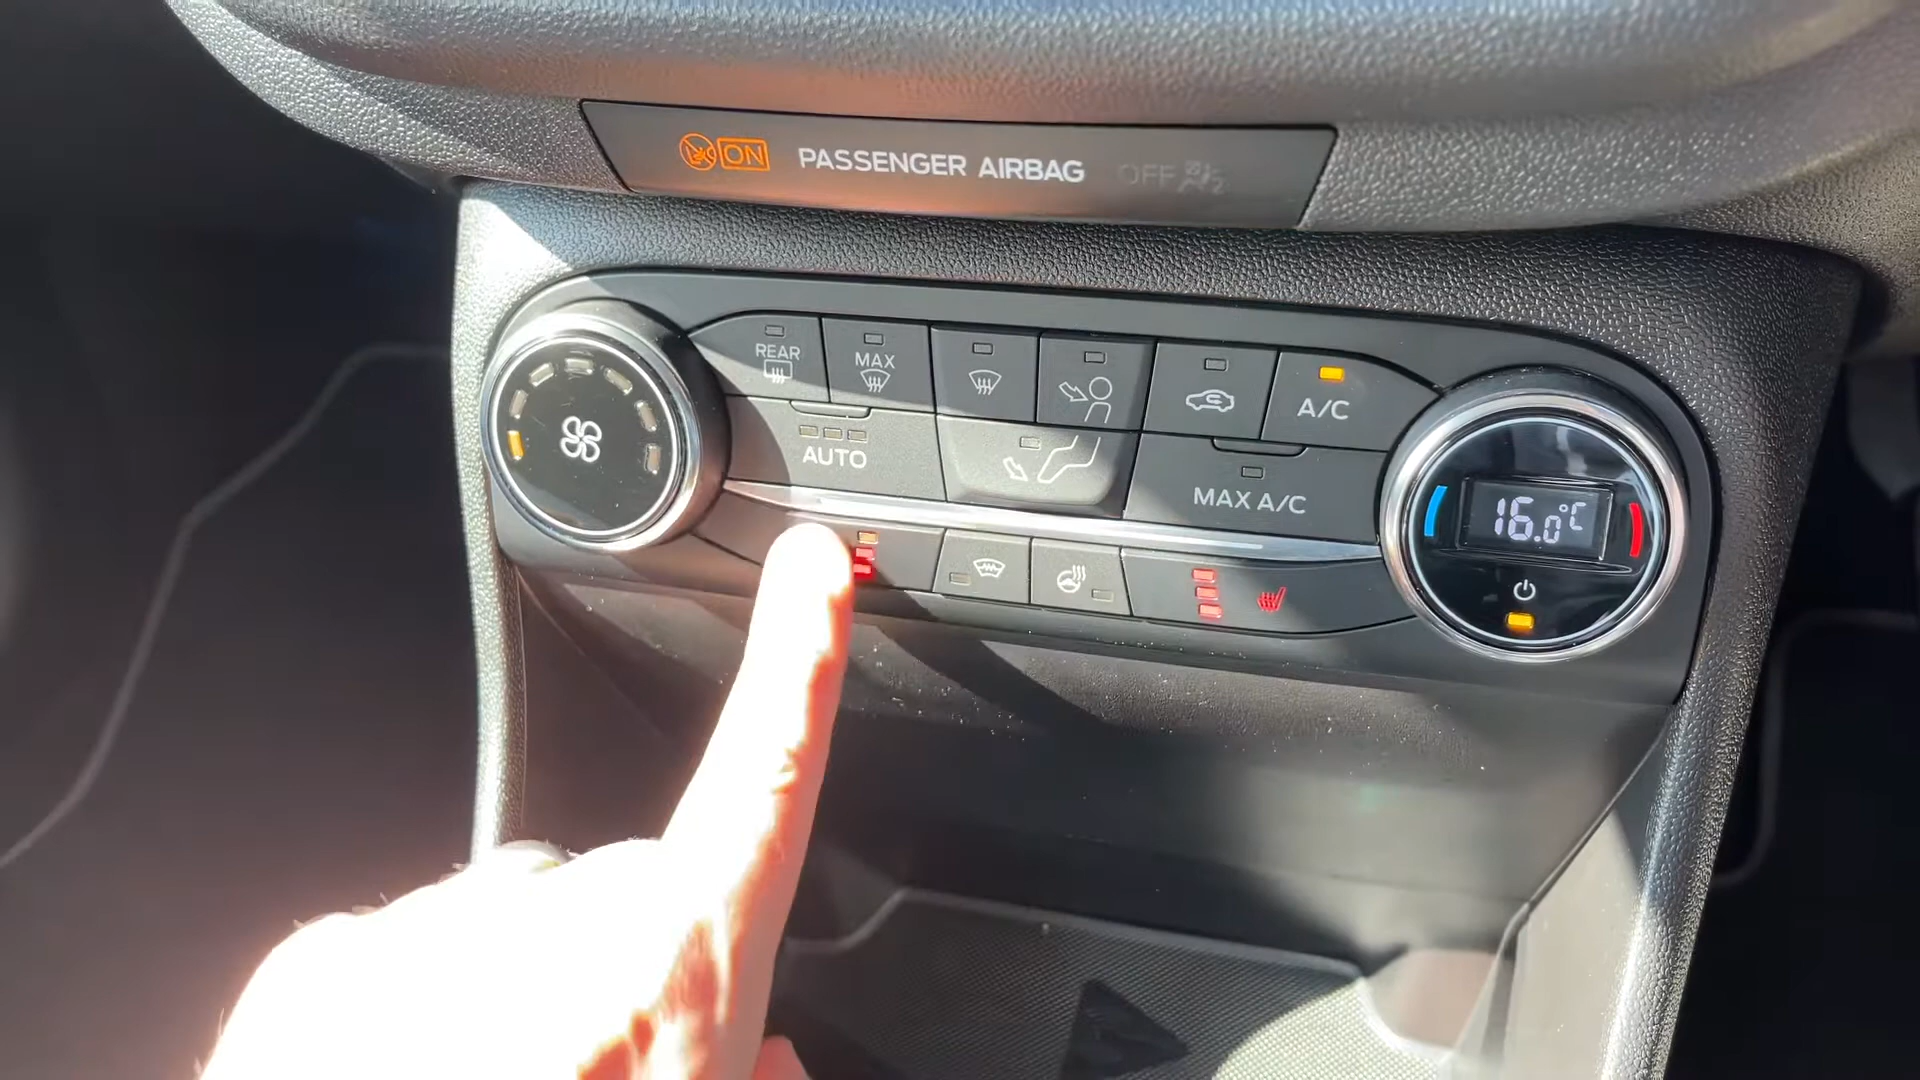 ON PASSENGER AIRBAG OFF
REAR
MAX
A/C
AUTO
MAX A/C
16.0°C